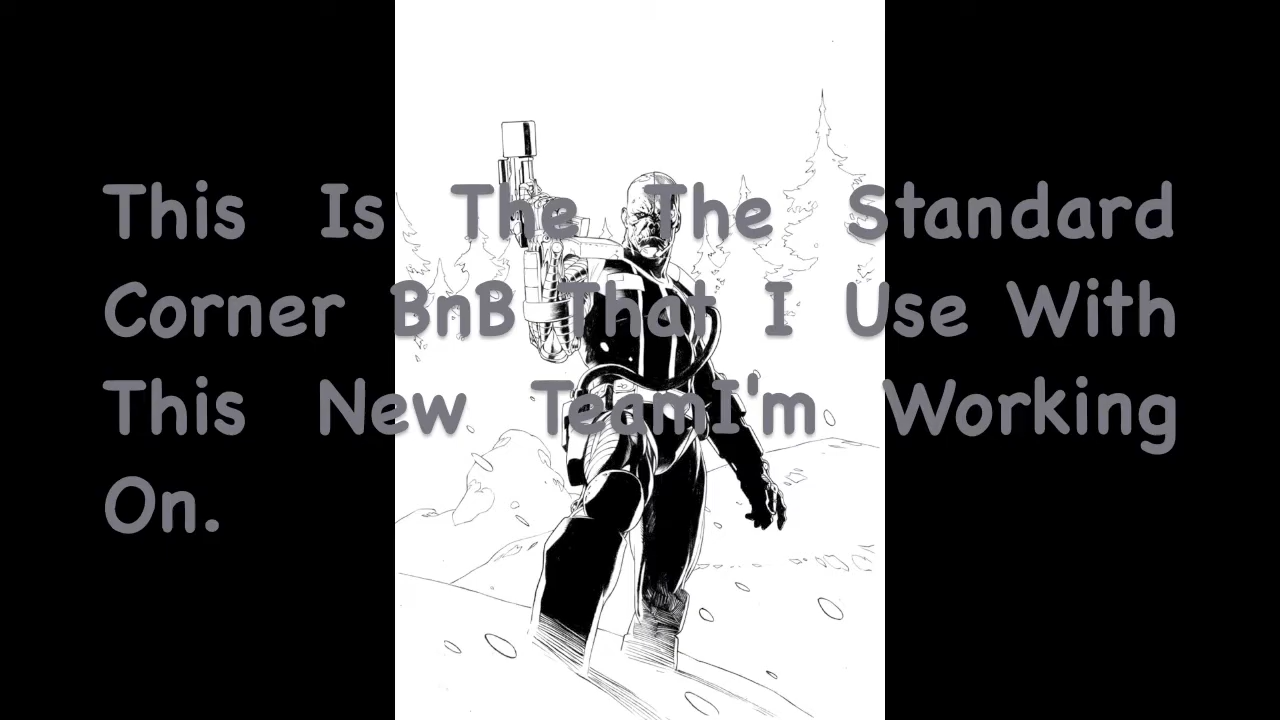 This Is The The Standard
Corner BnB That I Use With
This New TeamI'm Working
On.